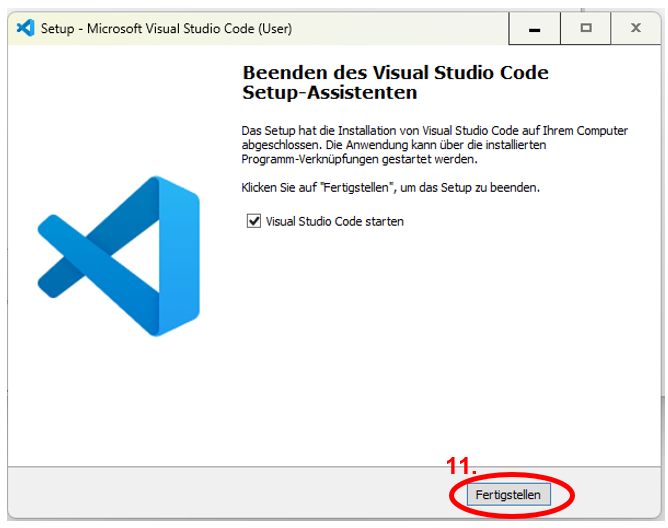 Setup - Microsoft Visual Studio Code (User)
Beenden des Visual Studio Code
Setup-Assistenten
Das Setup hat die Installation von Visual Studio Code auf Ihrem Computer
abgeschlossen. Die Anwendung kann über die installierten
Programm-Verknüpfungen gestartet werden.
Klicken Sie auf "Fertigstellen", um das Setup zu beenden.
Visual Studio Code starten
11.
Fertigstellen